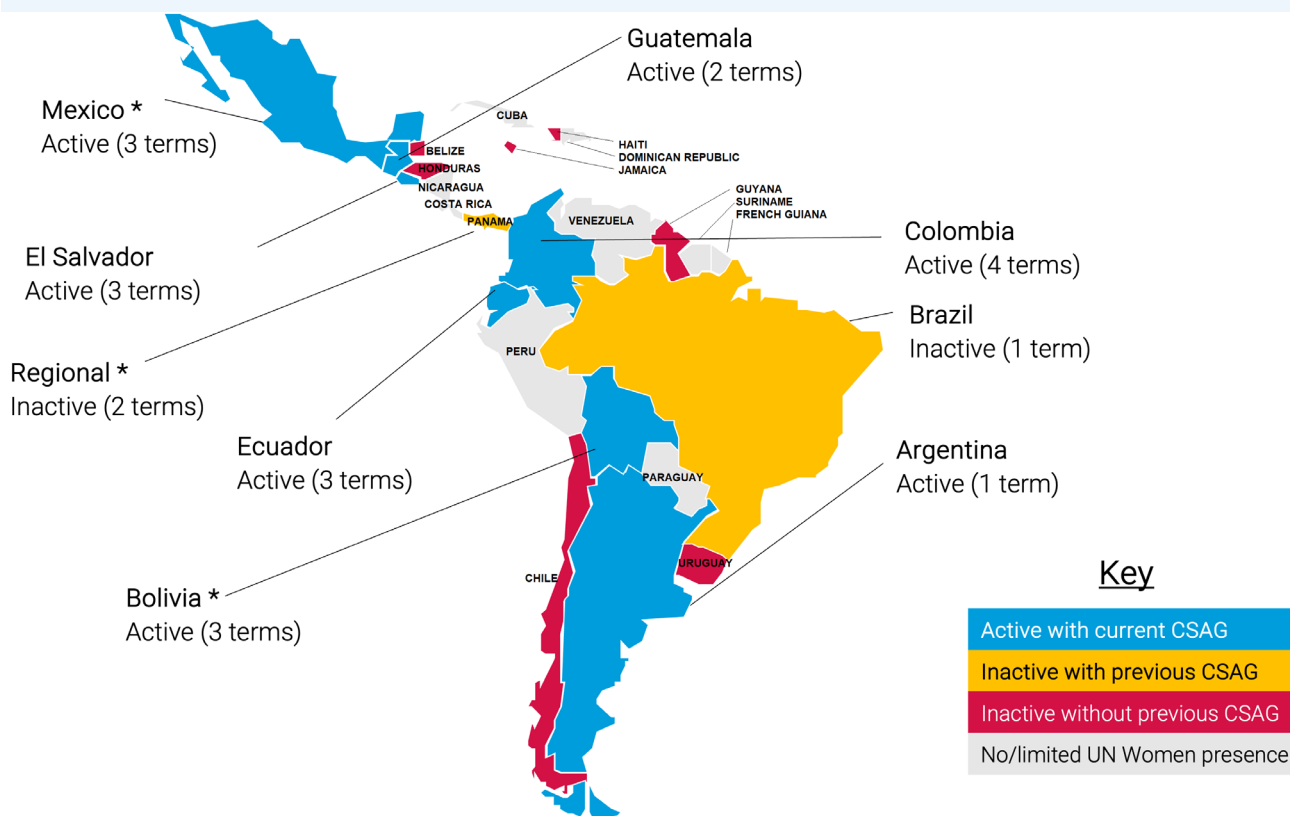 Guatemala
Active (2 terms)
Mexico *
Active (3 terms)
CUBA
HAITI
DOMINICAN REPUBLIC
JAMAICA
BELIZE
HONDURAS
NICARAGUA
COSTA RICA
PANAMA
GUYANA
SURINAME
FRENCH GUIANA
VENEZUELA
El Salvador
Active (3 terms)
Colombia
Active (4 terms)
Brazil
Inactive (1 term)
Regional *
Inactive (2 terms)
PERU
Ecuador
Active (3 terms)
Argentina
Active (1 term)
PARAGUAY
URUGUAY
CHILE
Bolivia *
Active (3 terms)
Key
Active with current CSAG
Inactive with previous CSAG
Inactive without previous CSAG
No/limited UN Women presence